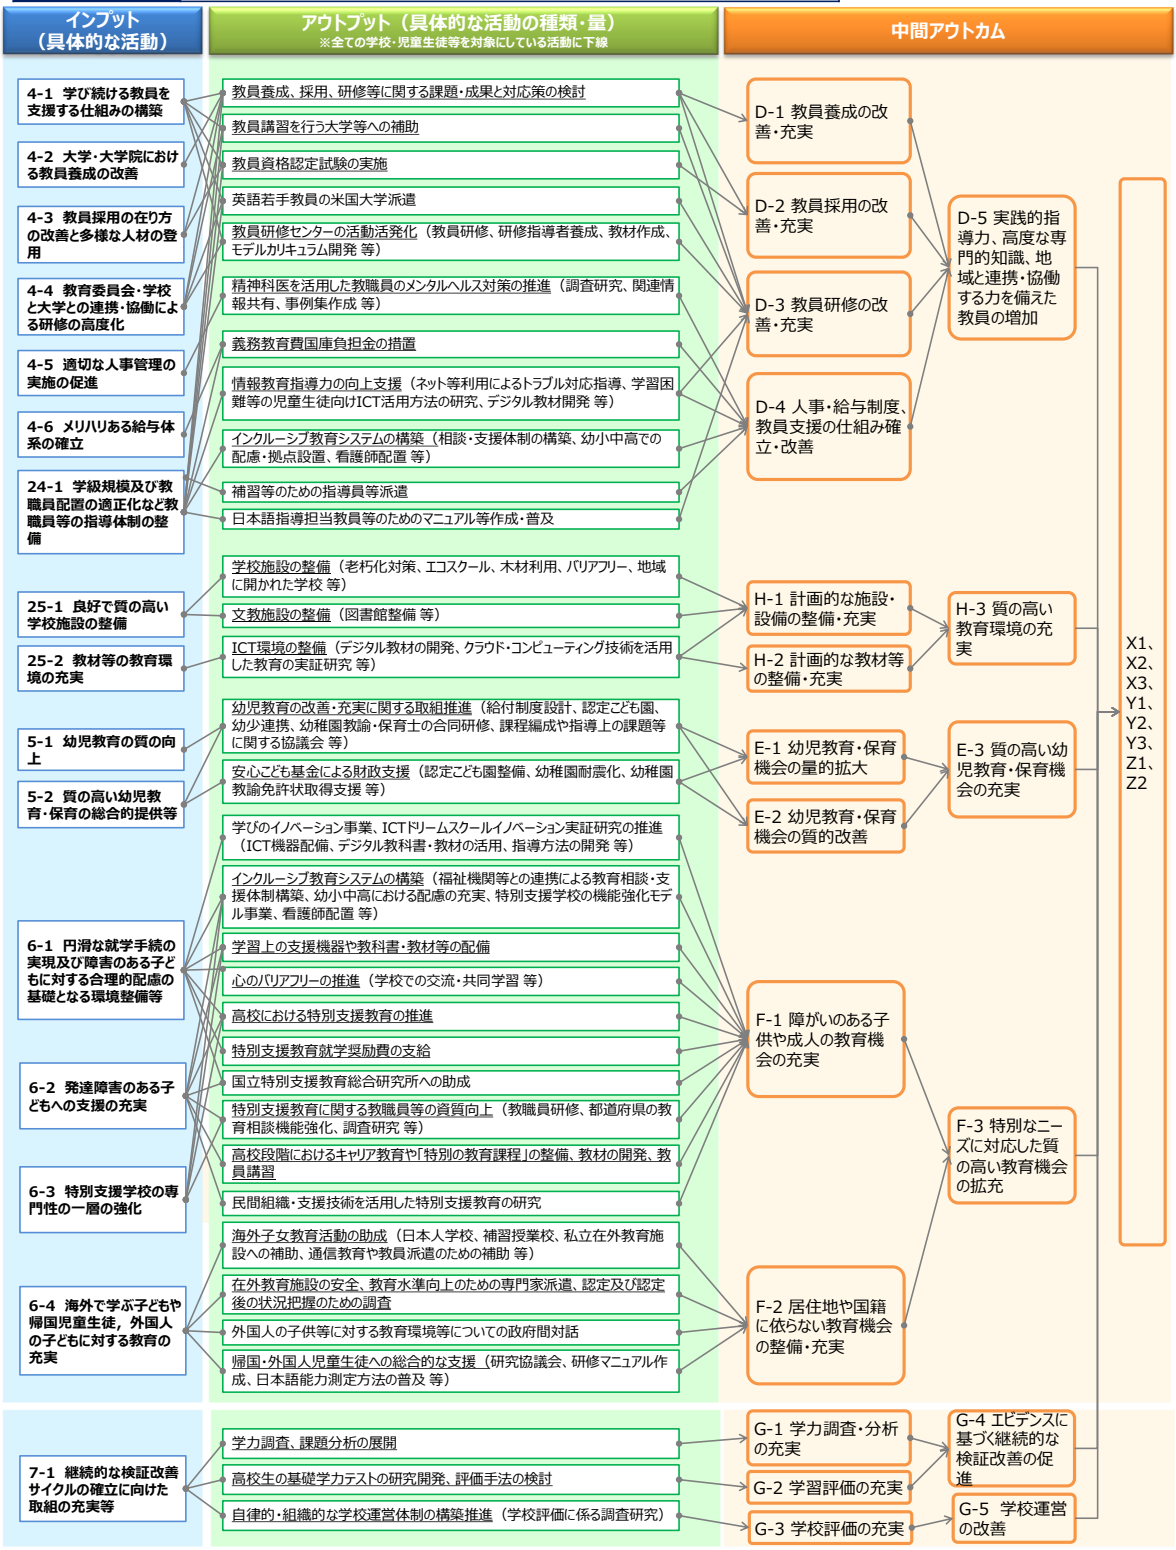 インプット
（具体的な活動）
アウトプット（具体的な活動の種類・量）
※全ての学校・児童生徒等を対象にしている活動に下線
中間アウトカム
4-1 学び続ける教員を
支援する仕組みの構築
4-2 大学・大学院におけ
る教員養成の改善
4-3 教員採用の在り方
の改善と多様な人材の登
用
4-4 教育委員会・学校
と大学との連携・協働によ
る研修の高度化
4-5 適切な人事管理の
実施の促進
4-6 メリハリある給与体
系の確立
24-1 学級規模及び教
職員配置の適正化など教
職員等の指導体制の整
備
25-1 良好で質の高い
学校施設の整備
25-2 教材等の教育環
境の充実
5-1 幼児教育の質の向
上
5-2 質の高い幼児教
育・保育の総合的提供等
6-1 円滑な就学手続の
実現及び障害のある子ど
もに対する合理的配慮の
基礎となる環境整備等
6-2 発達障害のある子
どもへの支援の充実
6-3 特別支援学校の専
門性の一層の強化
6-4 海外で学ぶ子どもや
帰国児童生徒，外国人
の子どもに対する教育の
充実
7-1 継続的な検証改善
サイクルの確立に向けた
取組の充実等
教員養成、採用、研修等に関する課題・成果と対応策の検討
教員講習を行う大学等への補助
教員資格認定試験の実施
英語若手教員の米国大学派遣
教員研修センターの活動活発化（教員研修、研修指導者養成、教材作成、
モデルカリキュラム開発 等）
精神科医を活用した教職員のメンタルヘルス対策の推進（調査研究、関連情
報共有、事例集作成 等）
義務教育費国庫負担金の措置
情報教育指導力の向上支援（ネット等利用によるトラブル対応指導、学習困
難等の児童生徒向けICT活用方法の研究、デジタル教材開発 等）
インクルーシブ教育システムの構築（相談・支援体制の構築、幼小中高での
配慮・拠点設置、看護師配置 等）
補習等のための指導員等派遣
日本語指導担当教員等のためのマニュアル等作成・普及
学校施設の整備（老朽化対策、エコスクール、木材利用、バリアフリー、地域
に開かれた学校 等）
文教施設の整備（図書館整備 等）
ICT環境の整備（デジタル教材の開発、クラウド・コンピューティング技術を活用
した教育の実証研究 等）
幼児教育の改善・充実に関する取組推進（給付制度設計、認定こども園、
幼少連携、幼稚園教諭・保育士の合同研修、課程編成や指導上の課題等
に関する協議会 等）
安心こども基金による財政支援（認定こども園整備、幼稚園耐震化、幼稚園
教諭免許状取得支援 等）
学びのイノベーション事業、ICTドリームスクールイノベーション実証研究の推進
（ICT機器配備、デジタル教科書・教材の活用、指導方法の開発 等）
インクルーシブ教育システムの構築（福祉機関等との連携による教育相談・支
援体制構築、幼小中高における配慮の充実、特別支援学校の機能強化モデ
ル事業、看護師配置 等）
学習上の支援機器や教科書・教材等の配備
心のバリアフリーの推進（学校での交流・共同学習 等）
高校における特別支援教育の推進
特別支援教育就学奨励費の支給
国立特別支援教育総合研究所への助成
特別支援教育に関する教職員等の資質向上（教職員研修、都道府県の教
育相談機能強化、調査研究 等）
高校段階におけるキャリア教育や「特別の教育課程」の整備、教材の開発、教
員講習
民間組織・支援技術を活用した特別支援教育の研究
海外子女教育活動の助成（日本人学校、補習授業校、私立在外教育施
設への補助、通信教育や教員派遣のための補助 等）
在外教育施設の安全、教育水準向上のための専門家派遣、認定及び認定
後の状況把握のための調査
外国人の子供等に対する教育環境等についての政府間対話
帰国・外国人児童生徒への総合的な支援（研究協議会、研修マニュアル作
成、日本語能力測定方法の普及 等）
学力調査、課題分析の展開
高校生の基礎学力テストの研究開発、評価手法の検討
自律的・組織的な学校運営体制の構築推進（学校評価に係る調査研究）
D-1 教員養成の改
善・充実
D-2 教員採用の改
善・充実
D-3 教員研修の改
善・充実
D-4 人事・給与制度、
教員支援の仕組み確
立・改善
H-1 計画的な施設・
設備の整備・充実
H-2 計画的な教材等
の整備・充実
E-1 幼児教育・保育
機会の量的拡大
E-2 幼児教育・保育
機会の質的改善
F-1 障がいのある子
供や成人の教育機
会の充実
F-2 居住地や国籍
に依らない教育機会
の整備・充実
G-1 学力調査・分析
の充実
G-2 学習評価の充実
G-3 学校評価の充実
D-5 実践的指
導力、高度な専
門的知識、地
域と連携・協働
する力を備えた
教員の増加
H-3 質の高い
教育環境の充
実
E-3 質の高い幼
児教育・保育機
会の充実
F-3 特別なニー
ズに対応した質
の高い教育機会
の拡充
G-4 エビデンスに
基づく継続的な
検証改善の促
進
G-5 学校運営
の改善
X1、
X2、
X3、
Y1、
Y2、
Y3、
Z1、
Z2